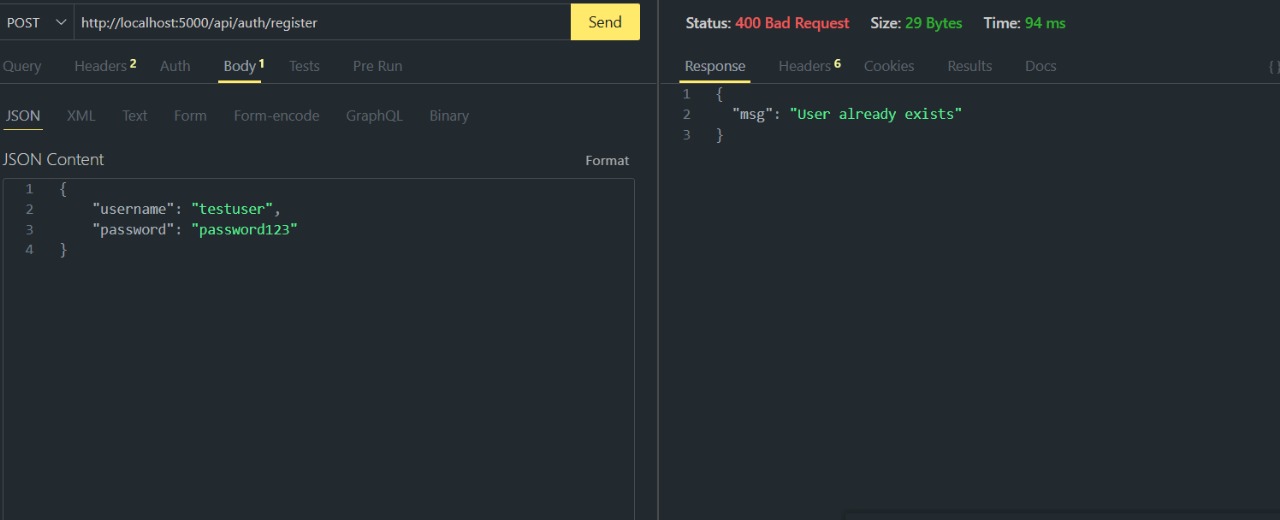 POST http://localhost:5000/api/auth/register Send
Query Headers 2 Auth Body 1 Tests Pre Run
JSON XML Text Form Form-encode GraphQL Binary
JSON Content Format
1 {
2 "username": "testuser",
3 "password": "password123"
4 }
Status: 400 Bad Request Size: 29 Bytes Time: 94 ms
Response Headers 6 Cookies Results Docs {
1 {
2 "msg": "User already exists"
3 }